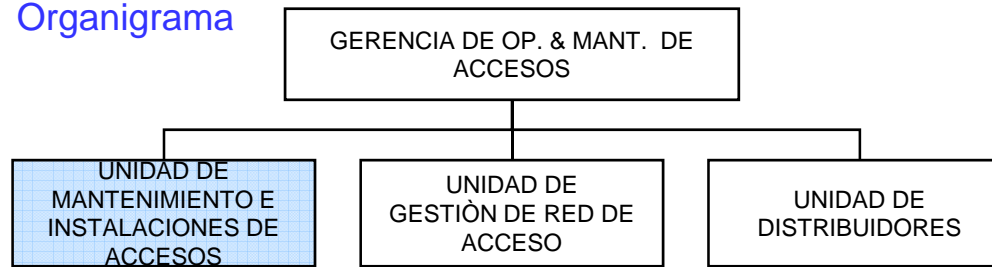 Organigrama
GERENCIA DE OP. & MANT. DE
ACCESOS
UNIDAD DE
MANTENIMIENTO E
INSTALACIONES DE
ACCESOS
UNIDAD DE
GESTIÒN DE RED DE
ACCESO
UNIDAD DE
DISTRIBUIDORES